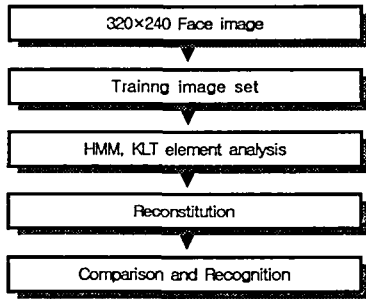 320×240 Face image
Trainng image set
HMM, KLT element analysis
Reconstitution
Comparison and Recognition